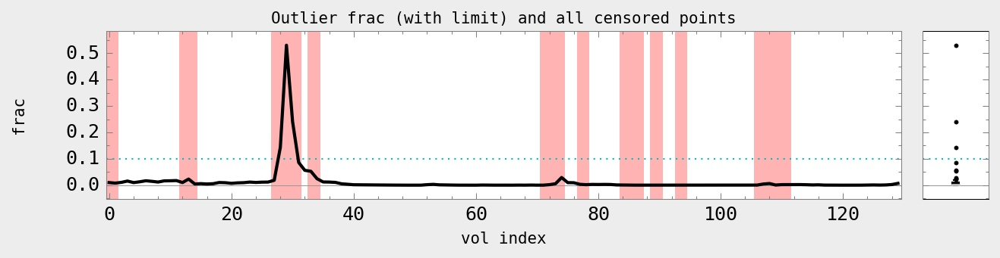 Outlier frac (with limit) and all censored points
frac
0.5
0.4
0.3
0.2
0.1
0.0
0 20 40 60 80 100 120
vol index